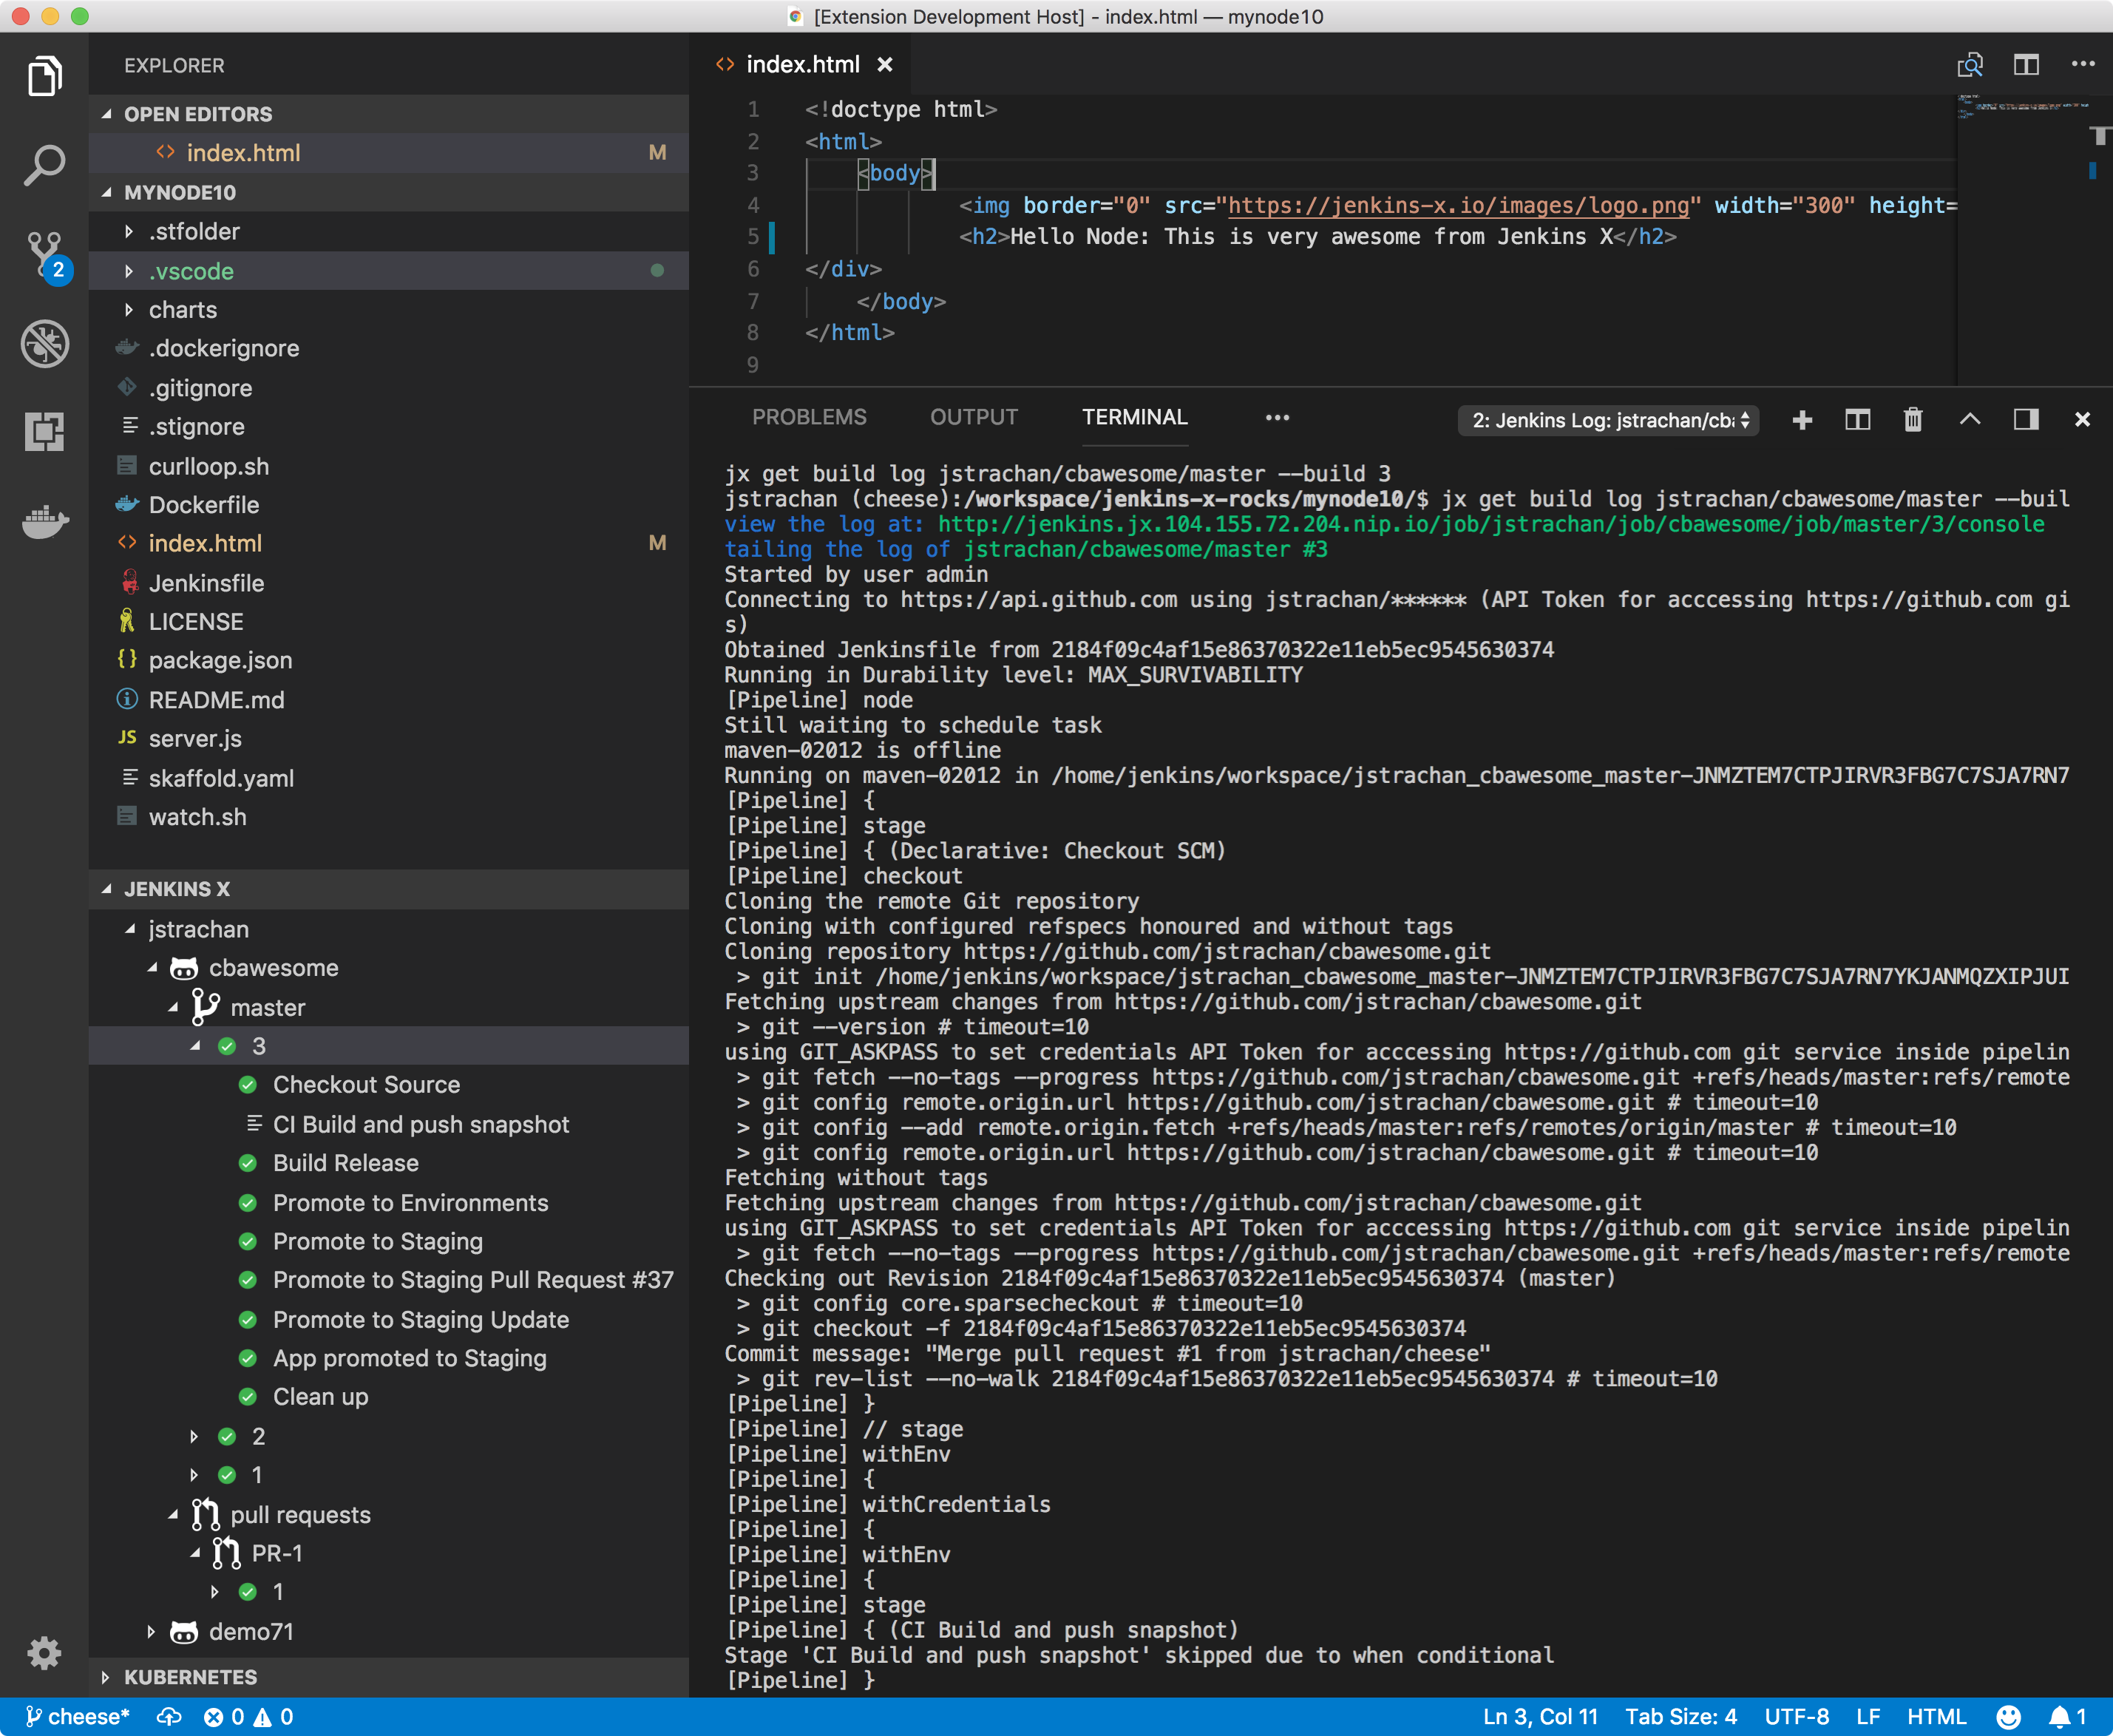 [Extension Development Host] - index.html — mynode10
EXPLORER
OPEN EDITORS
index.html M
MYNODE10
.stfolder
.vscode
charts
.dockerignore
.gitignore
.stignore
curlloop.sh
Dockerfile
index.html M
Jenkinsfile
LICENSE
package.json
README.md
JS server.js
skaffold.yaml
watch.sh
JENKINS X
jstrachan
cbawesome
master
3
Checkout Source
CI Build and push snapshot
Build Release
Promote to Environments
Promote to Staging
Promote to Staging Pull Request #37
Promote to Staging Update
App promoted to Staging
Clean up
2
1
pull requests
PR-1
1
demo71
KUBERNETES
2
index.html
1 <!doctype html>
2 <html>
3 <body>
4 <img border="0" src="https://jenkins-x.io/images/logo.png" width="300" height=
5 <h2>Hello Node: This is very awesome from Jenkins X</h2>
6 </div>
7 </body>
8 </html>
9
PROBLEMS OUTPUT TERMINAL ••• 2: Jenkins Log: jstrachan/cba
jx get build log jstrachan/cbawesome/master --build 3
jstrachan (cheese):/workspace/jenkins-x-rocks/mynode10/$ jx get build log jstrachan/cbawesome/master --buil
view the log at: http://jenkins.jx.104.155.72.204.nip.io/job/jstrachan/job/cbawesome/job/master/3/console
tailing the log of jstrachan/cbawesome/master #3
Started by user admin
Connecting to https://api.github.com using jstrachan/****** (API Token for acccessing https://github.com gi
s)
Obtained Jenkinsfile from 2184f09c4af15e86370322e11eb5ec9545630374
Running in Durability level: MAX_SURVIVABILITY
[Pipeline] node
Still waiting to schedule task
maven-02012 is offline
Running on maven-02012 in /home/jenkins/workspace/jstrachan_cbawesome_master-JNMZTEM7CTPJIRVR3FBG7C7SJA7RN7
[Pipeline] {
[Pipeline] stage
[Pipeline] { (Declarative: Checkout SCM)
[Pipeline] checkout
Cloning the remote Git repository
Cloning with configured refspecs honoured and without tags
Cloning repository https://github.com/jstrachan/cbawesome.git
> git init /home/jenkins/workspace/jstrachan_cbawesome_master-JNMZTEM7CTPJIRVR3FBG7C7SJA7RN7YKJANMQZXIPJUI
Fetching upstream changes from https://github.com/jstrachan/cbawesome.git
> git --version # timeout=10
using GIT_ASKPASS to set credentials API Token for acccessing https://github.com git service inside pipelin
> git fetch --no-tags --progress https://github.com/jstrachan/cbawesome.git +refs/heads/master:refs/remote
> git config remote.origin.url https://github.com/jstrachan/cbawesome.git # timeout=10
> git config --add remote.origin.fetch +refs/heads/master:refs/remotes/origin/master # timeout=10
> git config remote.origin.url https://github.com/jstrachan/cbawesome.git # timeout=10
Fetching without tags
Fetching upstream changes from https://github.com/jstrachan/cbawesome.git
using GIT_ASKPASS to set credentials API Token for acccessing https://github.com git service inside pipelin
> git fetch --no-tags --progress https://github.com/jstrachan/cbawesome.git +refs/heads/master:refs/remote
Checking out Revision 2184f09c4af15e86370322e11eb5ec9545630374 (master)
> git config core.sparsecheckout # timeout=10
> git checkout -f 2184f09c4af15e86370322e11eb5ec9545630374
Commit message: "Merge pull request #1 from jstrachan/cheese"
> git rev-list --no-walk 2184f09c4af15e86370322e11eb5ec9545630374 # timeout=10
[Pipeline] }
[Pipeline] // stage
[Pipeline] withEnv
[Pipeline] {
[Pipeline] withCredentials
[Pipeline] {
[Pipeline] withEnv
[Pipeline] {
[Pipeline] stage
[Pipeline] { (CI Build and push snapshot)
Stage 'CI Build and push snapshot' skipped due to when conditional
[Pipeline] }
cheese* 0 0 Ln 3, Col 11 Tab Size: 4 UTF-8 LF HTML 1